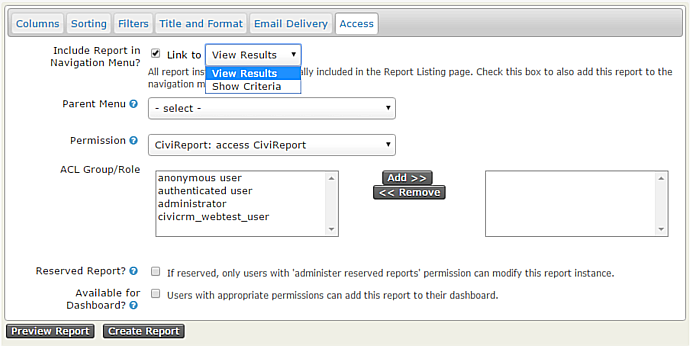 Columns Sorting Filters Title and Format Email Delivery Access
Include Report in Navigation Menu? Link to View Results
View Results
Show Criteria
All report ins ally included in the Report Listing page. Check this box to also add this report to the
navigation m
Parent Menu - select -
Permission CiviReport: access CiviReport
ACL Group/Role
anonymous user
authenticated user
administrator
civicrm_webtest_user
Add >>
<< Remove
Reserved Report? If reserved, only users with 'administer reserved reports' permission can modify this report instance.
Available for Dashboard? Users with appropriate permissions can add this report to their dashboard.
Preview Report Create Report